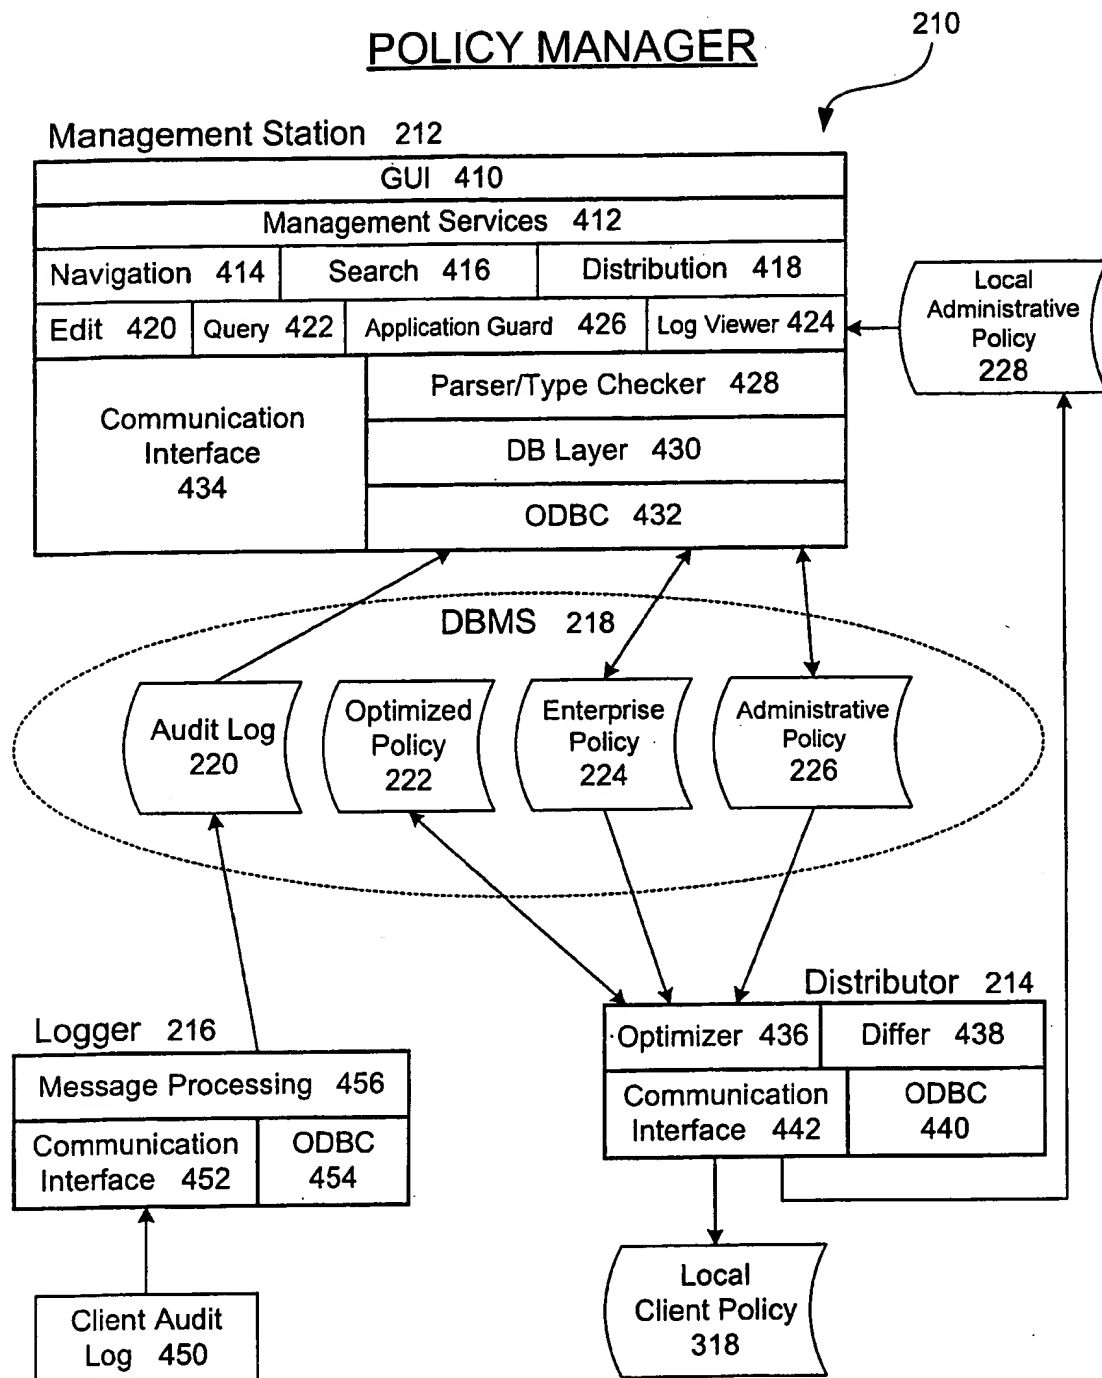 POLICY MANAGER
210
Management Station 212
GUI 410
Management Services 412
Navigation 414
Search 416
Distribution 418
Edit 420
Query 422
Application Guard 426
Log Viewer 424
Local
Administrative
Policy
228
Communication
Interface
434
Parser/Type Checker 428
DB Layer 430
ODBC 432
DBMS 218
Audit Log
220
Optimized
Policy
222
Enterprise
Policy
224
Administrative
Policy
226
Distributor 214
Optimizer 436
Differ 438
Communication
Interface 442
ODBC
440
Logger 216
Message Processing 456
Communication
Interface 452
ODBC
454
Client Audit
Log 450
Local
Client Policy
318